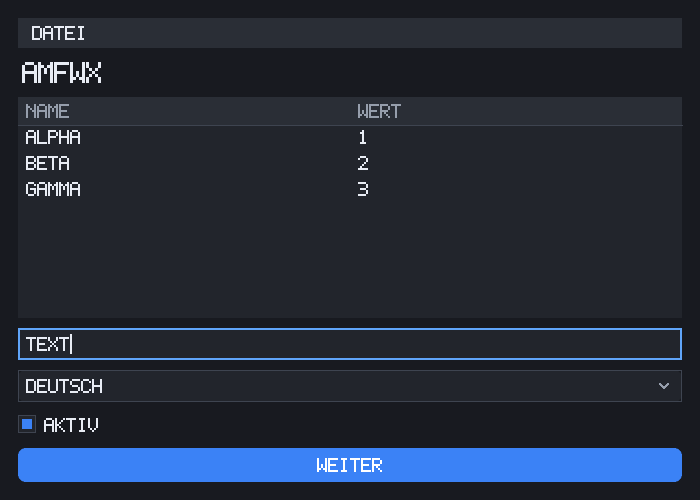 DATEI
AMFWX
NAME WERT
ALPHA 1
BETA 2
GAMMA 3
TEXT
DEUTSCH
AKTIV
WEITER